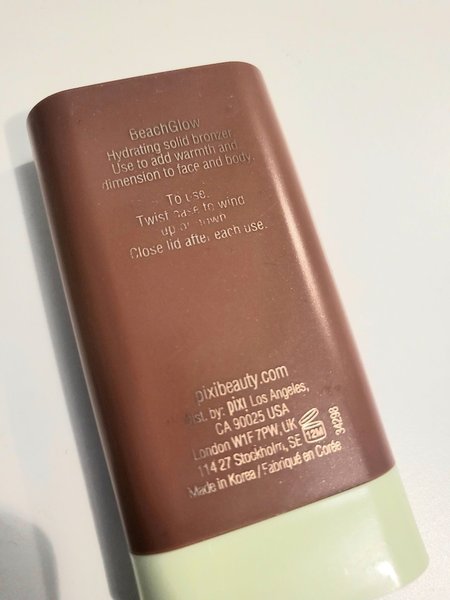 BeachGlow
Hydrating solid bronzer.
Use to add warmth and
dimension to face and body.
To use:
Twist base to wind
up or down
Close lid after each use.
pixibeauty.com
Dist. by: pixi Los Angeles,
CA 90025 USA
London W1F 7PW, UK
114 27 Stockholm, SE
Made in Korea / Fabriqué en Corée
12M